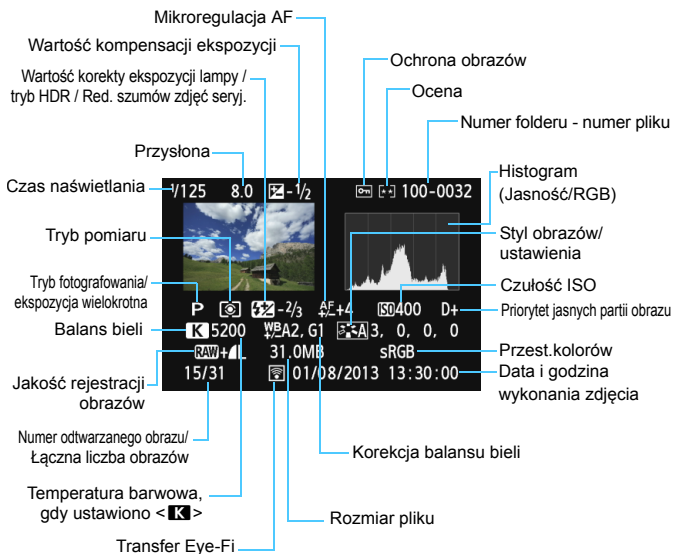 Mikroregulacja AF
Wartość kompensacji ekspozycji
Wartość korekty ekspozycji lampy /
tryb HDR / Red. szumów zdjęć seryj.
Przysłona
Czas naświetlania
Tryb pomiaru
Tryb fotografowania/
ekspozycja wielokrotna
Balans bieli
Jakość rejestracji
obrazów
Numer odtwarzanego obrazu/
Łączna liczba obrazów
Temperatura barwowa,
gdy ustawiono <K>
Transfer Eye-Fi
Ochrona obrazów
Ocena
Numer folderu - numer pliku
Histogram
(Jasność/RGB)
Styl obrazów/
ustawienia
Czułość ISO
Priorytet jasnych partii obrazu
Przest.kolorów
Data i godzina
wykonania zdjęcia
Korekcja balansu bieli
Rozmiar pliku
1/125 8.0 -1/2 100-0032
P -2/3 AF+4 ISO400 D+
K 5200 WB A2, G1 A 3, 0, 0, 0
RAW+L 31.0MB sRGB
15/31 01/08/2013 13:30:00